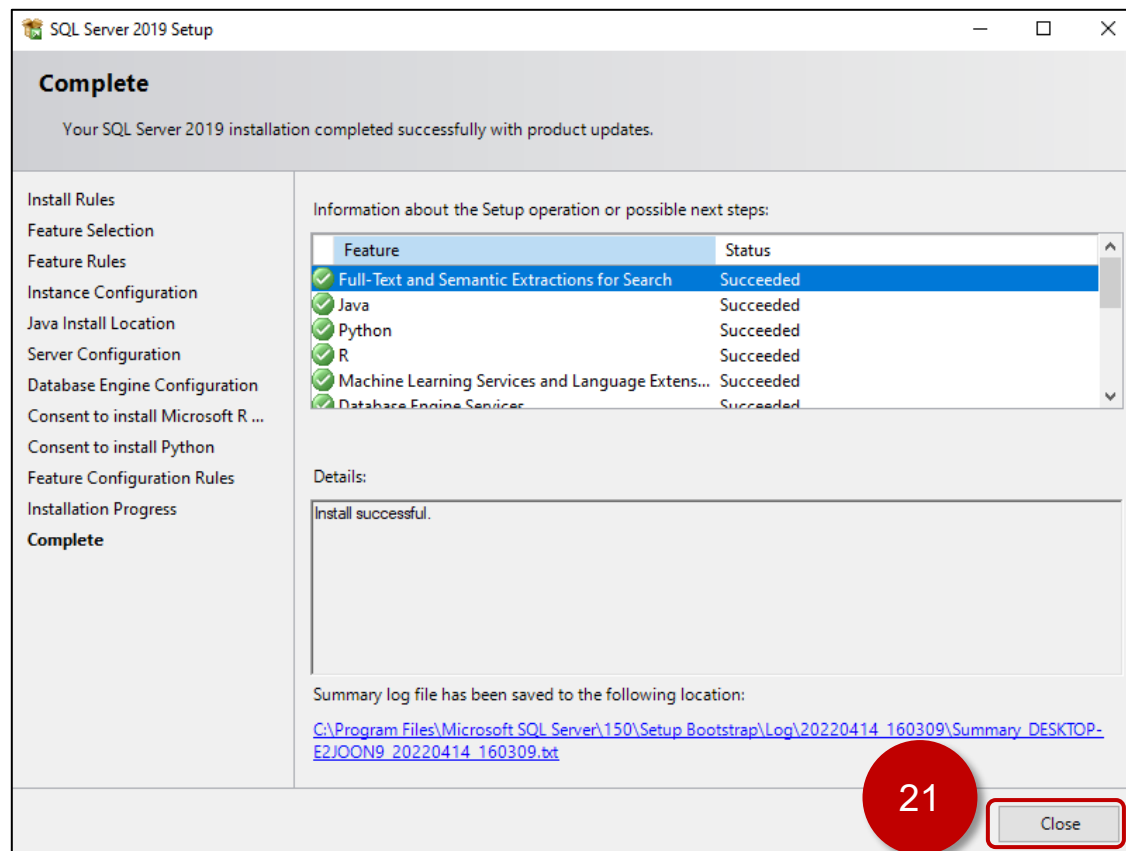 SQL Server 2019 Setup
Complete
Your SQL Server 2019 installation completed successfully with product updates.
Install Rules
Feature Selection
Feature Rules
Instance Configuration
Java Install Location
Server Configuration
Database Engine Configuration
Consent to install Microsoft R ...
Consent to install Python
Feature Configuration Rules
Installation Progress
Complete
Information about the Setup operation or possible next steps:
Feature Status
Full-Text and Semantic Extractions for Search Succeeded
Java Succeeded
Python Succeeded
R Succeeded
Machine Learning Services and Language Extens... Succeeded
Database Engine Services Succeeded
Details:
Install successful.
Summary log file has been saved to the following location:
C:\Program Files\Microsoft SQL Server\150\Setup Bootstrap\Log\20220414_160309\Summary_DESKTOP-
E2JOON9_20220414_160309.txt
21
Close